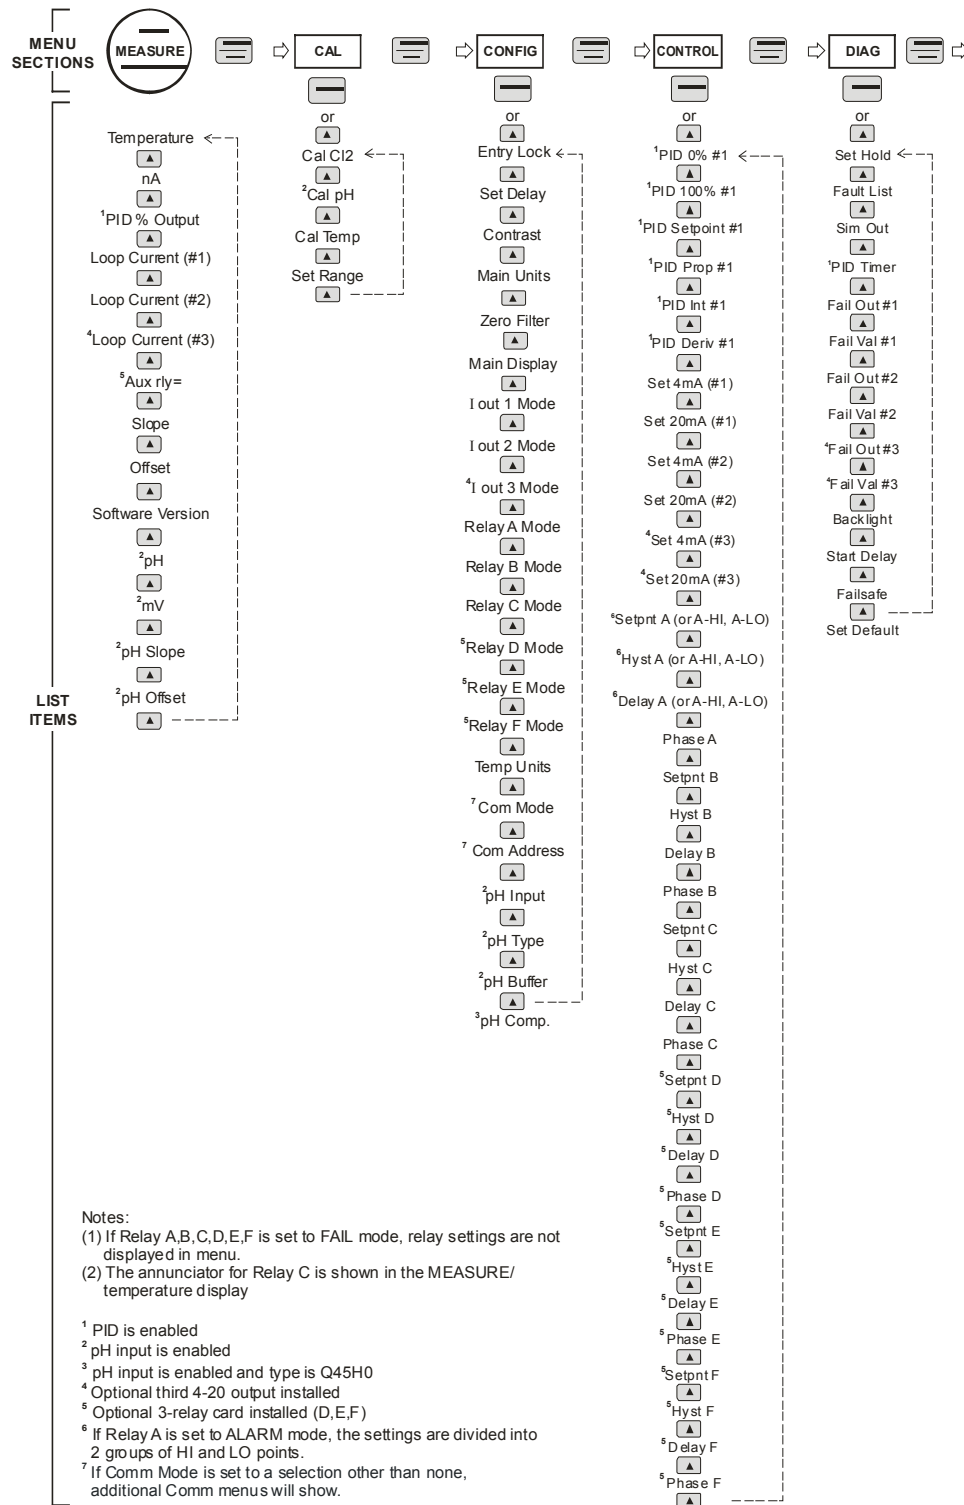 MENU
SECTIONS
MEASURE
CAL
CONFIG
CONTROL
DIAG
LIST
ITEMS
Temperature
nA
¹PID % Output
Loop Current (#1)
Loop Current (#2)
⁴Loop Current (#3)
⁵Aux rly=
Slope
Offset
Software Version
²pH
²mV
²pH Slope
²pH Offset
or
Cal Cl2
²Cal pH
Cal Temp
Set Range
or
Entry Lock
Set Delay
Contrast
Main Units
Zero Filter
Main Display
I out 1 Mode
I out 2 Mode
⁴I out 3 Mode
Relay A Mode
Relay B Mode
Relay C Mode
⁵Relay D Mode
⁵Relay E Mode
⁵Relay F Mode
Temp Units
⁷ Com Mode
⁷ Com Address
²pH Input
²pH Type
²pH Buffer
³pH Comp.
or
¹PID 0% #1
¹PID 100% #1
¹PID Setpoint #1
¹PID Prop #1
¹PID Int #1
¹PID Deriv #1
Set 4mA (#1)
Set 20mA (#1)
Set 4mA (#2)
Set 20mA (#2)
⁴Set 4mA (#3)
⁴Set 20mA (#3)
⁶Setpnt A (or A-HI, A-LO)
⁶Hyst A (or A-HI, A-LO)
⁶Delay A (or A-HI, A-LO)
Phase A
Setpnt B
Hyst B
Delay B
Phase B
Setpnt C
Hyst C
Delay C
Phase C
⁵Setpnt D
⁵Hyst D
⁵Delay D
⁵Phase D
⁵Setpnt E
⁵Hyst E
⁵Delay E
⁵Phase E
⁵Setpnt F
⁵Hyst F
⁵Delay F
⁵Phase F
or
Set Hold
Fault List
Sim Out
¹PID Timer
Fail Out #1
Fail Val #1
Fail Out #2
Fail Val #2
⁴Fail Out #3
⁴Fail Val #3
Backlight
Start Delay
Failsafe
Set Default
Notes:
(1) If Relay A,B,C,D,E,F is set to FAIL mode, relay settings are not
displayed in menu.
(2) The annunciator for Relay C is shown in the MEASURE/
temperature display
¹ PID is enabled
² pH input is enabled
³ pH input is enabled and type is Q45H0
⁴ Optional third 4-20 output installed
⁵ Optional 3-relay card installed (D,E,F)
⁶ If Relay A is set to ALARM mode, the settings are divided into
2 groups of HI and LO points.
⁷ If Comm Mode is set to a selection other than none,
additional Comm menus will show.